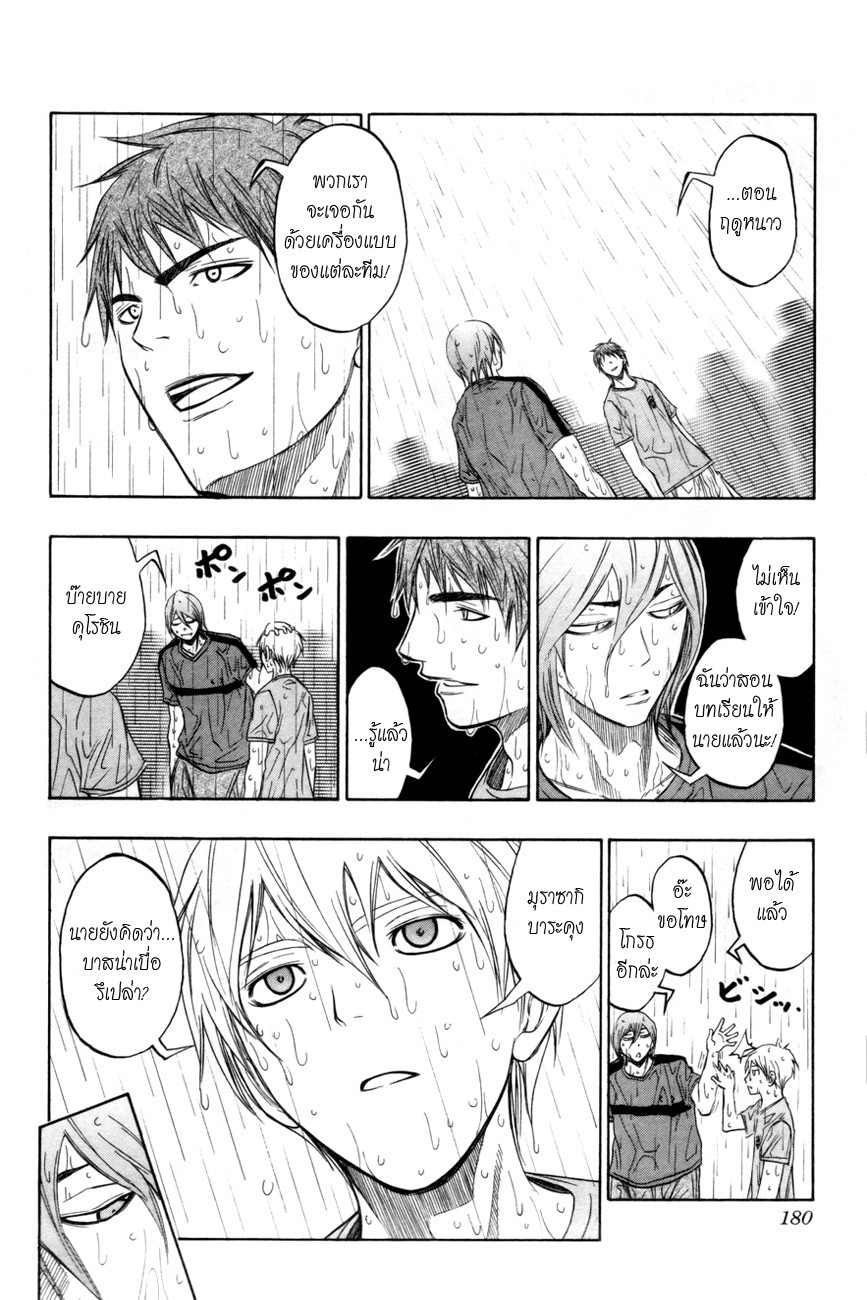 ...ตอน
ฤดูหนาว
พวกเรา
จะเจอกัน
ด้วยเครื่องแบบ
ของแต่ละทีม!
ไม่เห็น
เข้าใจ!
ฉันว่าสอน
บทเรียนให้
นายแล้วนะ!
...รู้แล้ว
น่า
ポン
ポン
บ๊ายบาย
คุโรชิน
พอได้
แล้ว
อ๊ะ
ขอโทษ
โกรธ
อีกล่ะ
ビシッ..
มุราซากิ
บาระคุง
นายยังคิดว่า...
บาสน่าเบื่อ
รึเปล่า?
180